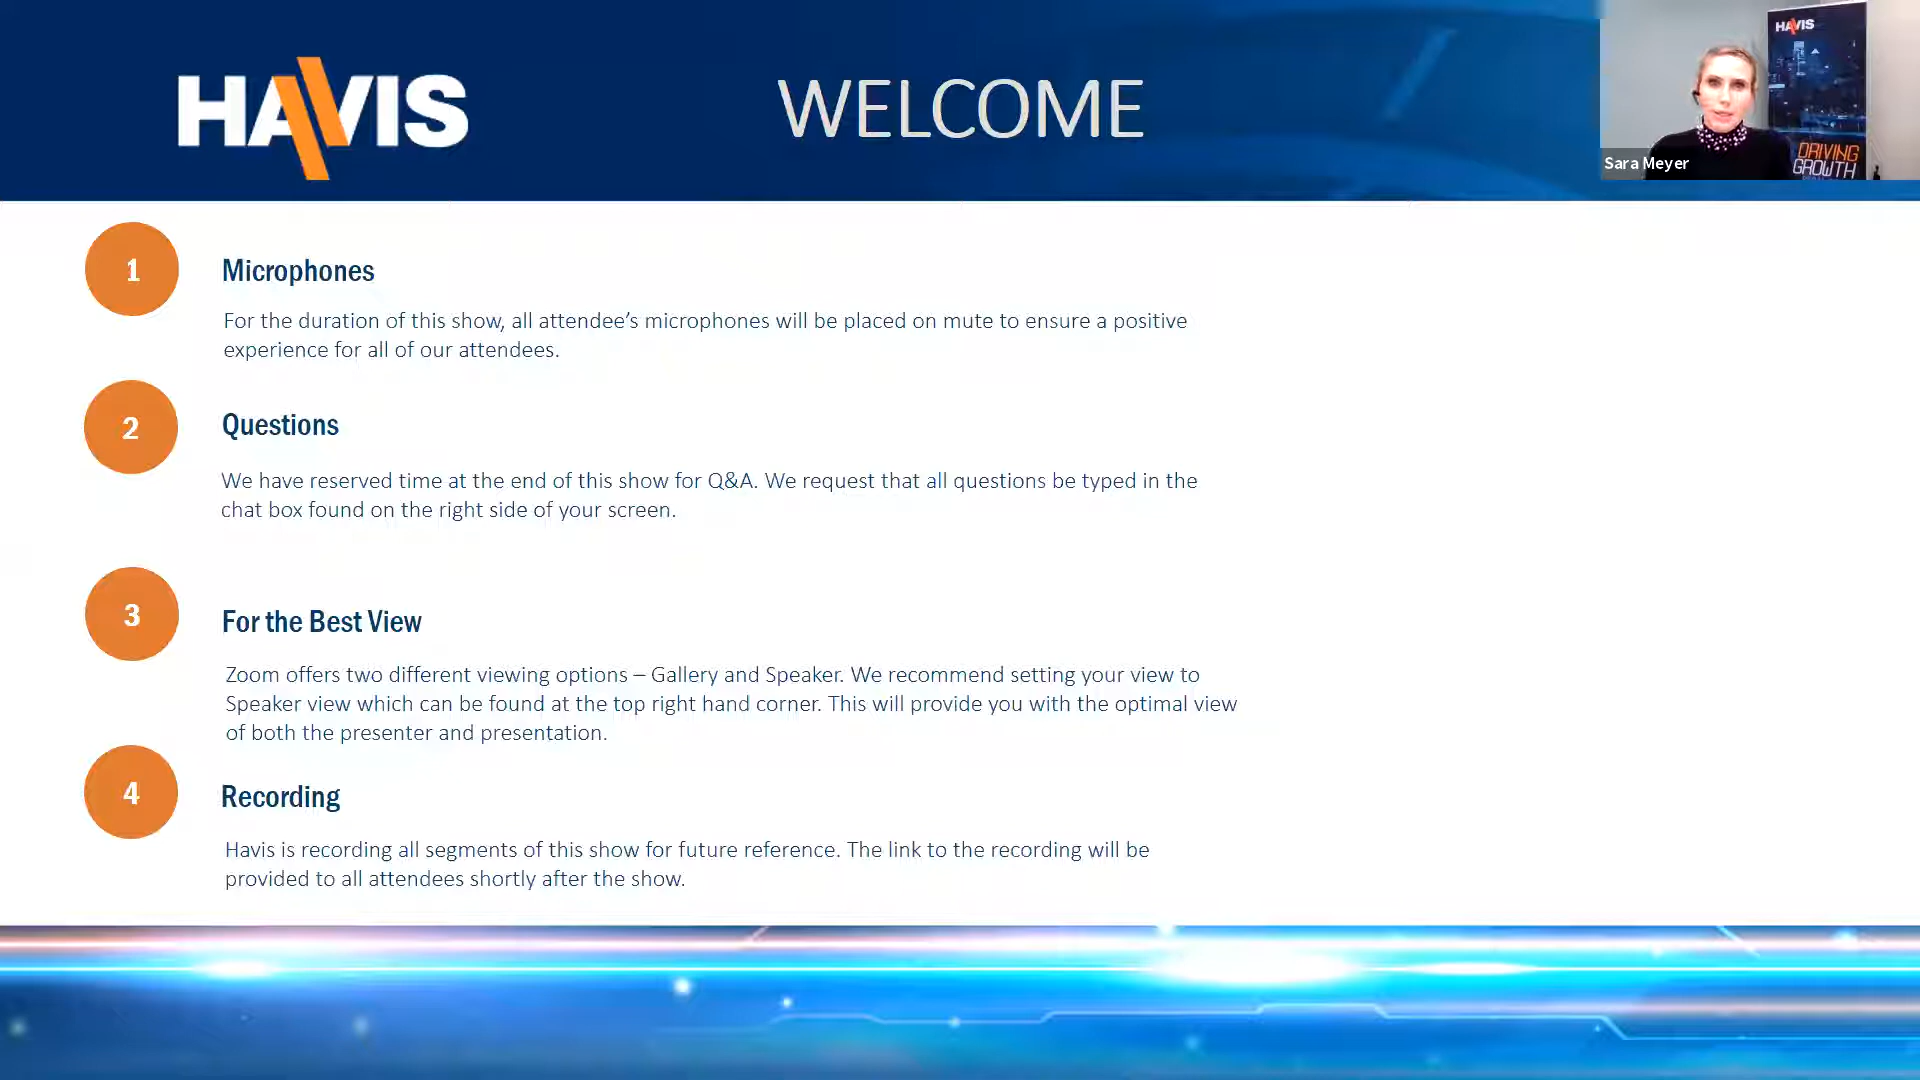 HAVIS
WELCOME
HAVIS
DRIVING
GROWTH
Sara Meyer
1
Microphones
For the duration of this show, all attendee’s microphones will be placed on mute to ensure a positive
experience for all of our attendees.
2
Questions
We have reserved time at the end of this show for Q&A. We request that all questions be typed in the
chat box found on the right side of your screen.
3
For the Best View
Zoom offers two different viewing options – Gallery and Speaker. We recommend setting your view to
Speaker view which can be found at the top right hand corner. This will provide you with the optimal view
of both the presenter and presentation.
4
Recording
Havis is recording all segments of this show for future reference. The link to the recording will be
provided to all attendees shortly after the show.